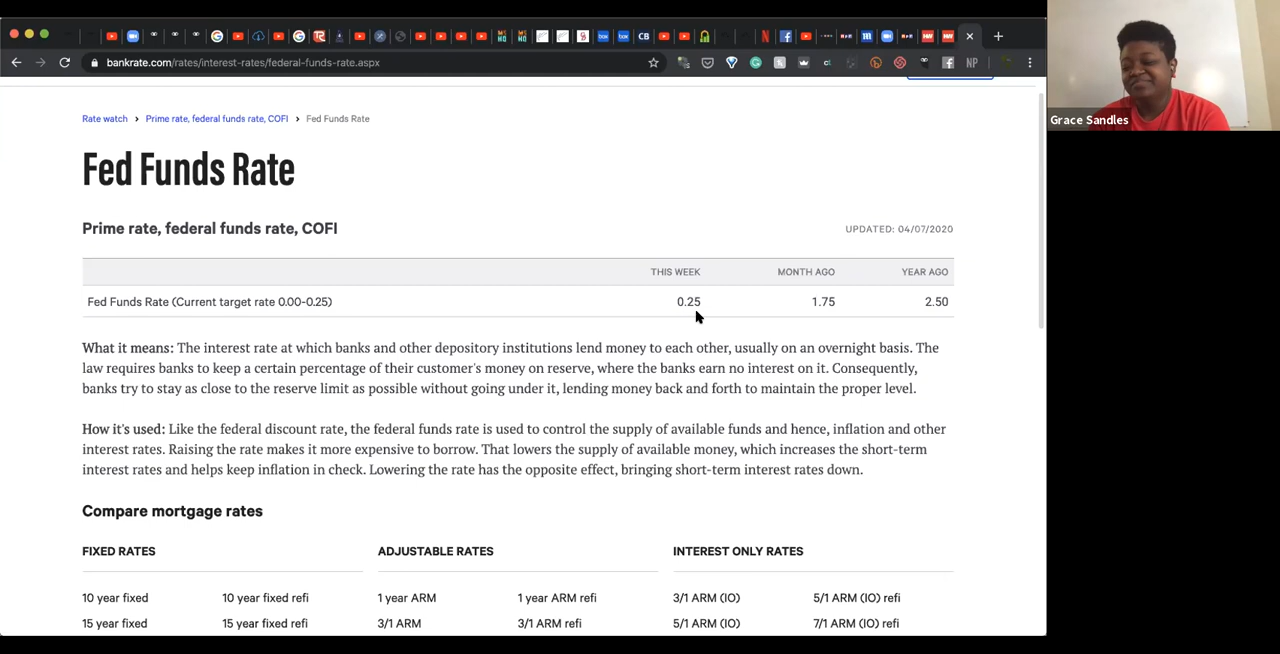 CB
bankrate.com/rates/interest-rates/federal-funds-rate.aspx
NP
Grace Sandles
Rate watch > Prime rate, federal funds rate, COFI > Fed Funds Rate
Fed Funds Rate
Prime rate, federal funds rate, COFI
UPDATED: 04/07/2020
THIS WEEK MONTH AGO YEAR AGO
Fed Funds Rate (Current target rate 0.00-0.25) 0.25 1.75 2.50
What it means: The interest rate at which banks and other depository institutions lend money to each other, usually on an overnight basis. The
law requires banks to keep a certain percentage of their customer's money on reserve, where the banks earn no interest on it. Consequently,
banks try to stay as close to the reserve limit as possible without going under it, lending money back and forth to maintain the proper level.
How it's used: Like the federal discount rate, the federal funds rate is used to control the supply of available funds and hence, inflation and other
interest rates. Raising the rate makes it more expensive to borrow. That lowers the supply of available money, which increases the short-term
interest rates and helps keep inflation in check. Lowering the rate has the opposite effect, bringing short-term interest rates down.
Compare mortgage rates
FIXED RATES ADJUSTABLE RATES INTEREST ONLY RATES
10 year fixed 10 year fixed refi 1 year ARM 1 year ARM refi 3/1 ARM (IO) 5/1 ARM (IO) refi
15 year fixed 15 year fixed refi 3/1 ARM 3/1 ARM refi 5/1 ARM (IO) 7/1 ARM (IO) refi